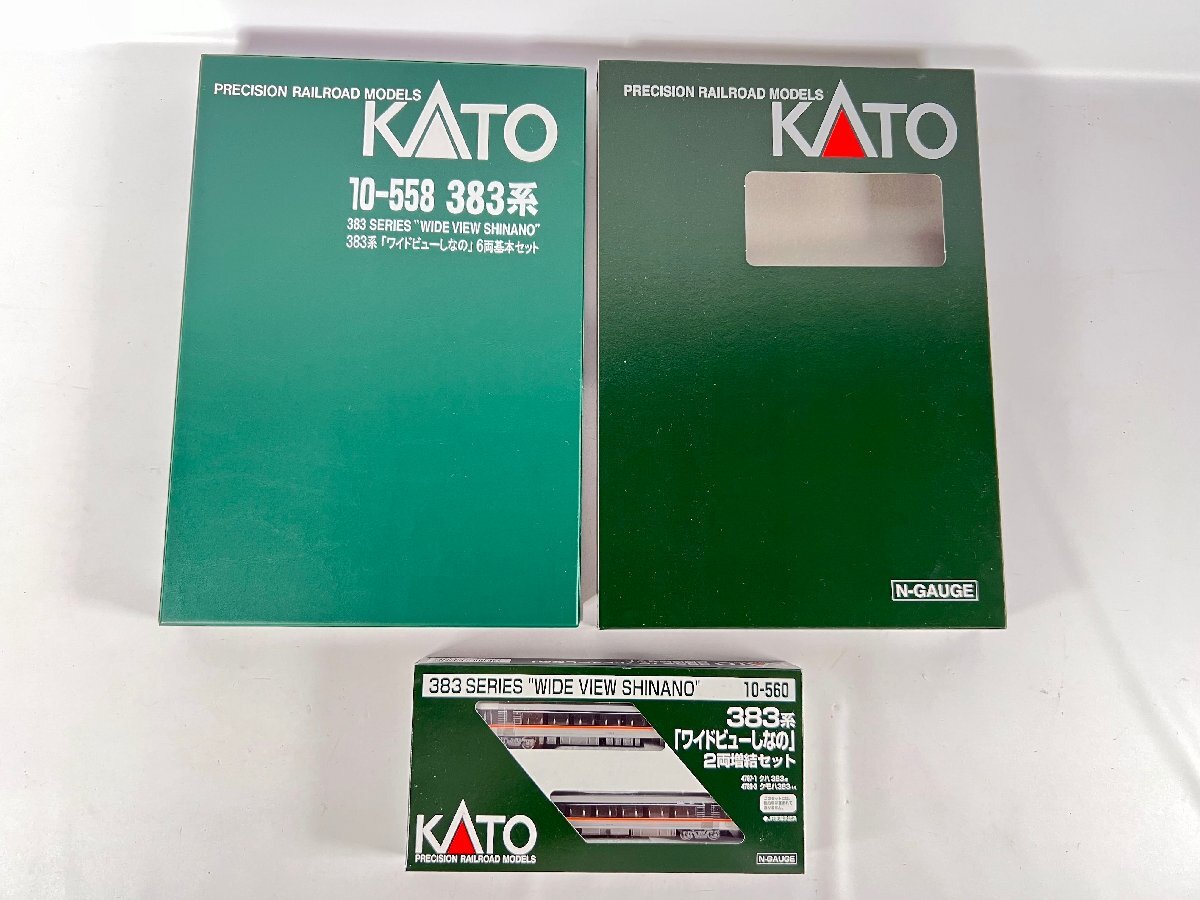 PRECISION RAILROAD MODELS
KATO
10-558 383系
383 SERIES "WIDE VIEW SHINANO"
383系「ワイドビューしなの」6両基本セット
PRECISION RAILROAD MODELS
KATO
N-GAUGE
383 SERIES "WIDE VIEW SHINANO" 10-560
383系
「ワイドビューしなの」
2両増結セット
KATO
PRECISION RAILROAD MODELS
N-GAUGE